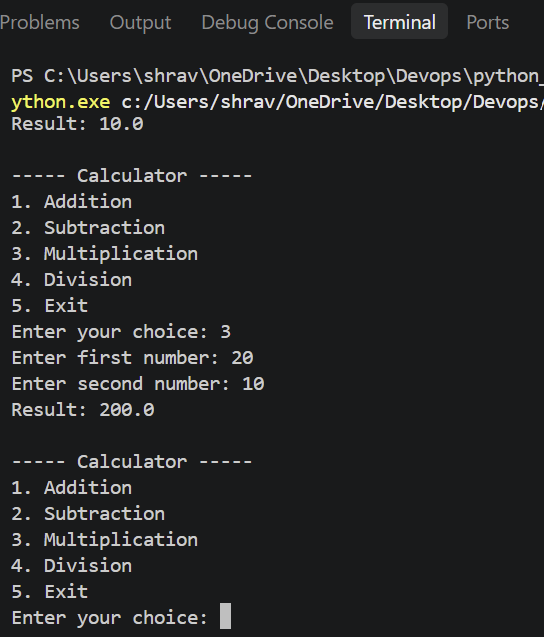 Problems Output Debug Console Terminal Ports
PS C:\Users\shrav\OneDrive\Desktop\Devops\python_
ython.exe c:/Users/shrav/OneDrive/Desktop/Devops/
Result: 10.0
----- Calculator -----
1. Addition
2. Subtraction
3. Multiplication
4. Division
5. Exit
Enter your choice: 3
Enter first number: 20
Enter second number: 10
Result: 200.0
----- Calculator -----
1. Addition
2. Subtraction
3. Multiplication
4. Division
5. Exit
Enter your choice: